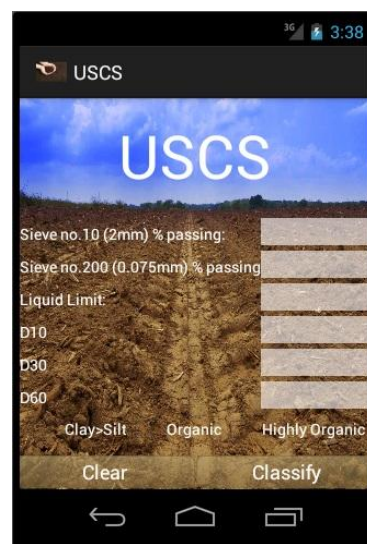 3G 3:38
USCS
USCS
Sieve no.10 (2mm) % passing:
Sieve no.200 (0.075mm) % passing
Liquid Limit:
D10
D30
D60
Clay>Silt Organic Highly Organic
Clear Classify